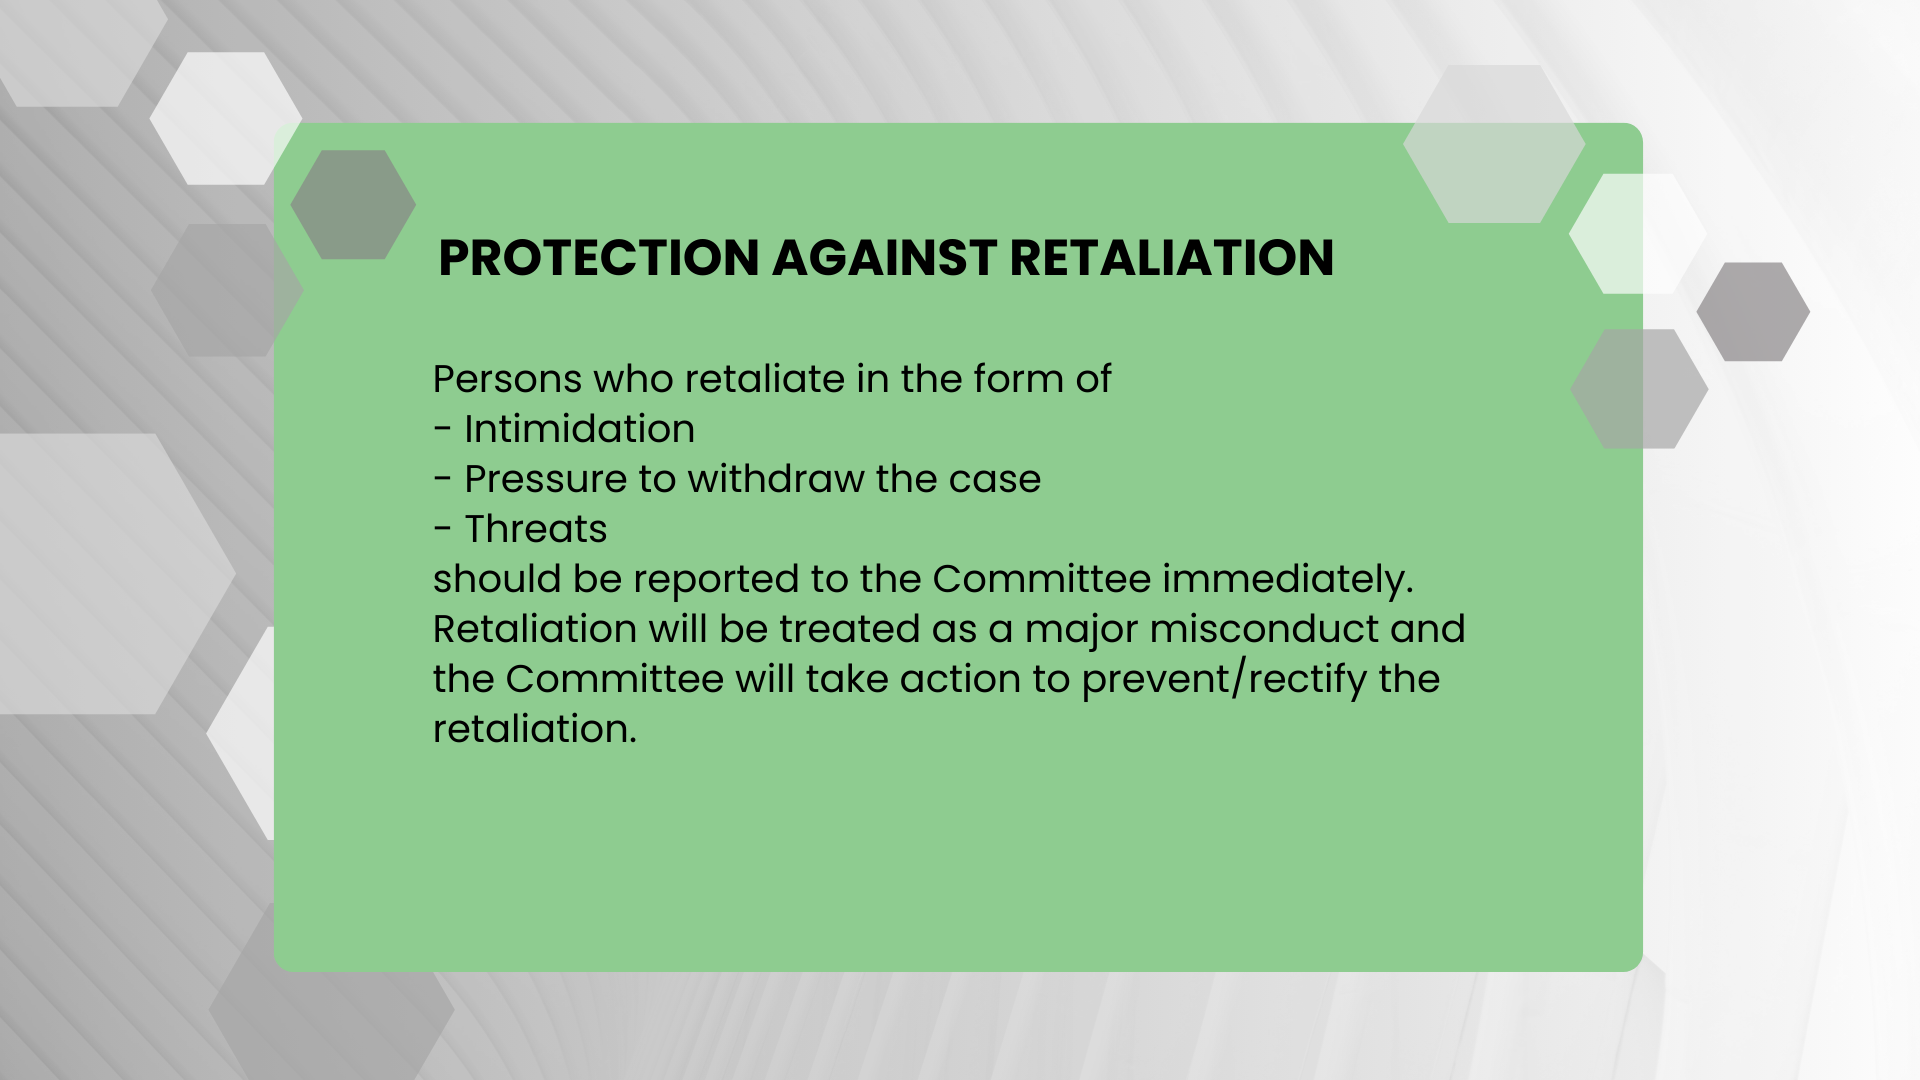 PROTECTION AGAINST RETALIATION
Persons who retaliate in the form of
- Intimidation
- Pressure to withdraw the case
- Threats
should be reported to the Committee immediately.
Retaliation will be treated as a major misconduct and
the Committee will take action to prevent/rectify the
retaliation.